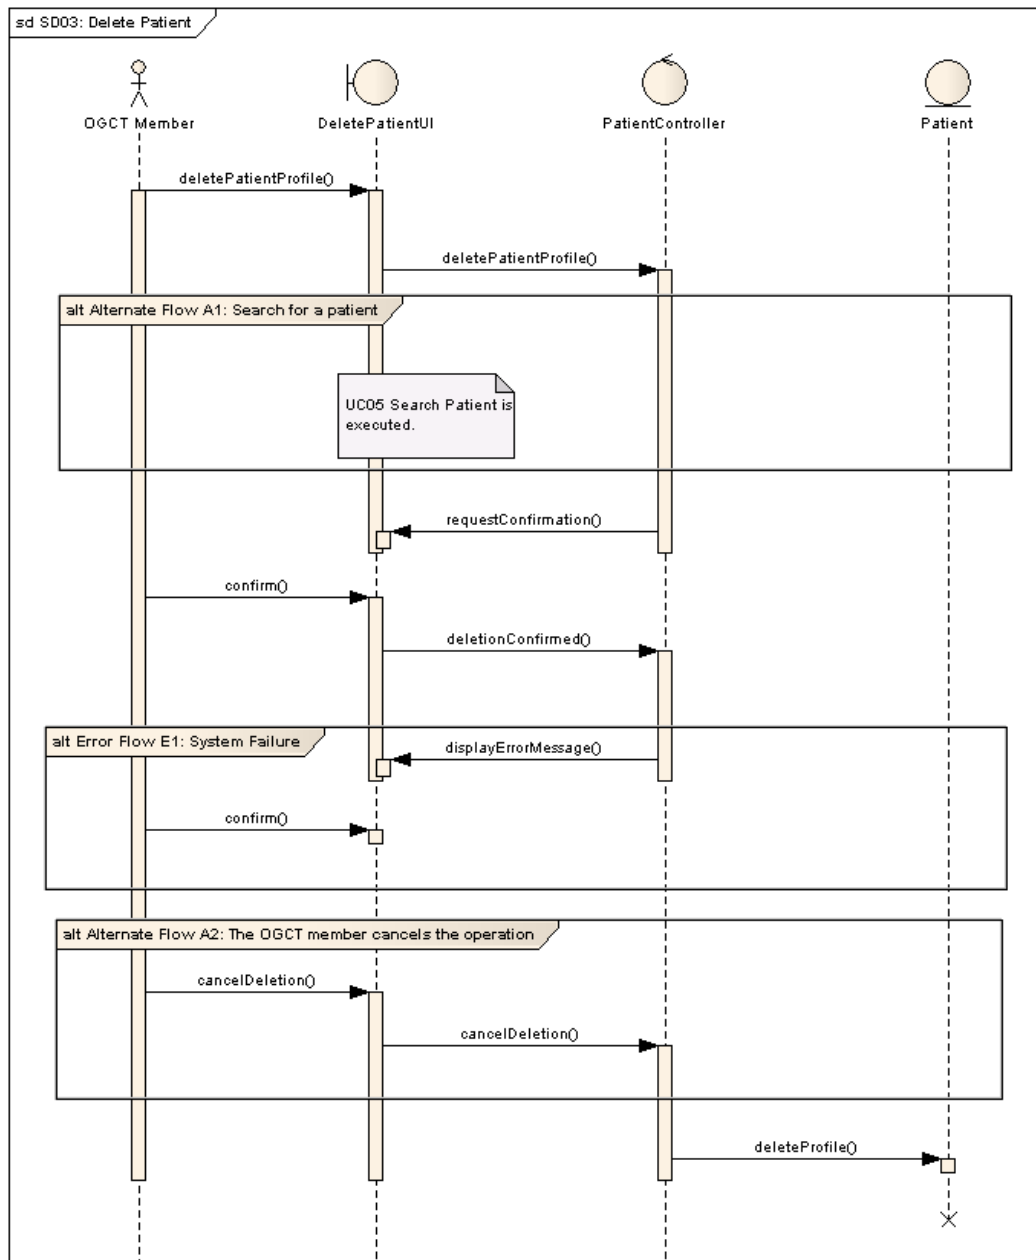 sd SD03: Delete Patient
OGCT Member
DeletePatientUI
PatientController
Patient
deletePatientProfile()
deletePatientProfile()
alt Alternate Flow A1: Search for a patient
UC05 Search Patient is
executed.
requestConfirmation()
confirm()
deletionConfirmed()
alt Error Flow E1: System Failure
displayErrorMessage()
confirm()
alt Alternate Flow A2: The OGCT member cancels the operation
cancelDeletion()
cancelDeletion()
deleteProfile()